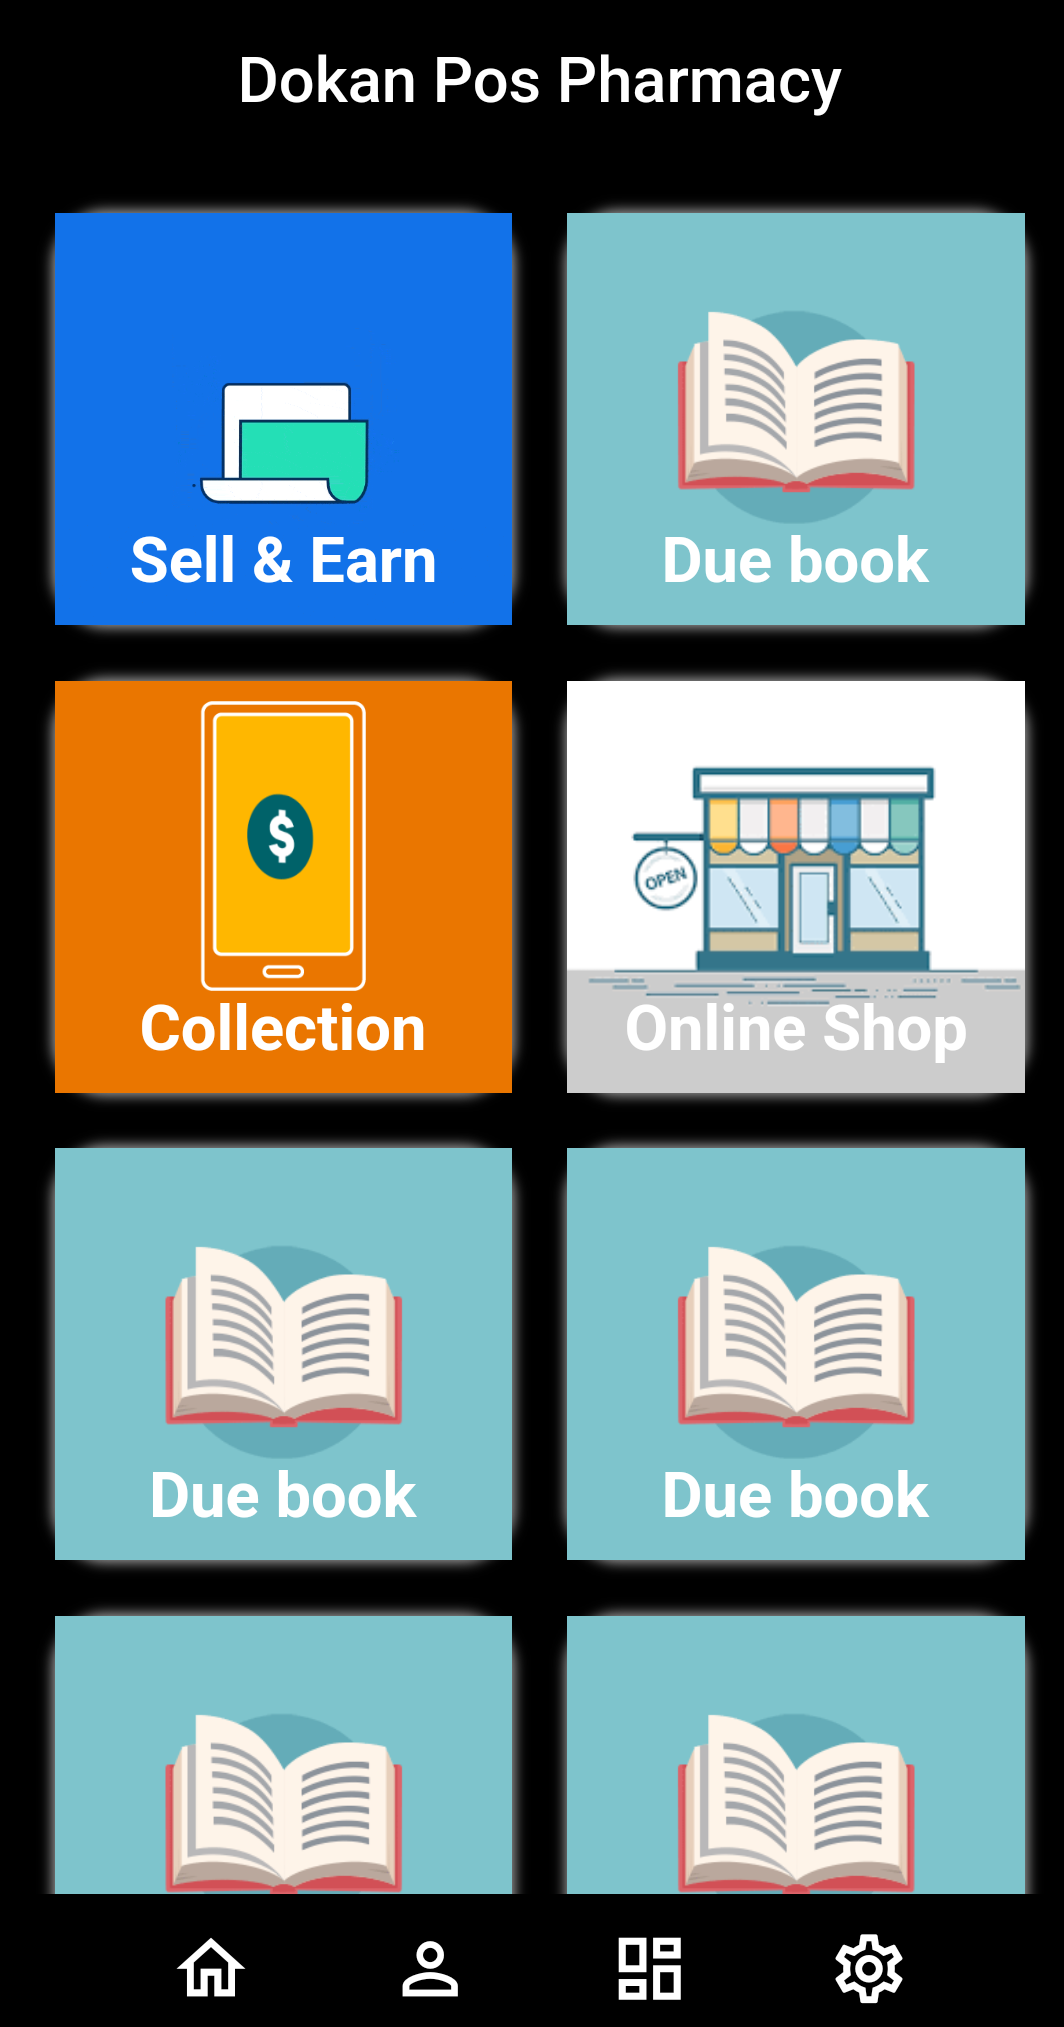 Dokan Pos Pharmacy
Sell & Earn
Due book
$
Collection
OPEN
Online Shop
Due book
Due book